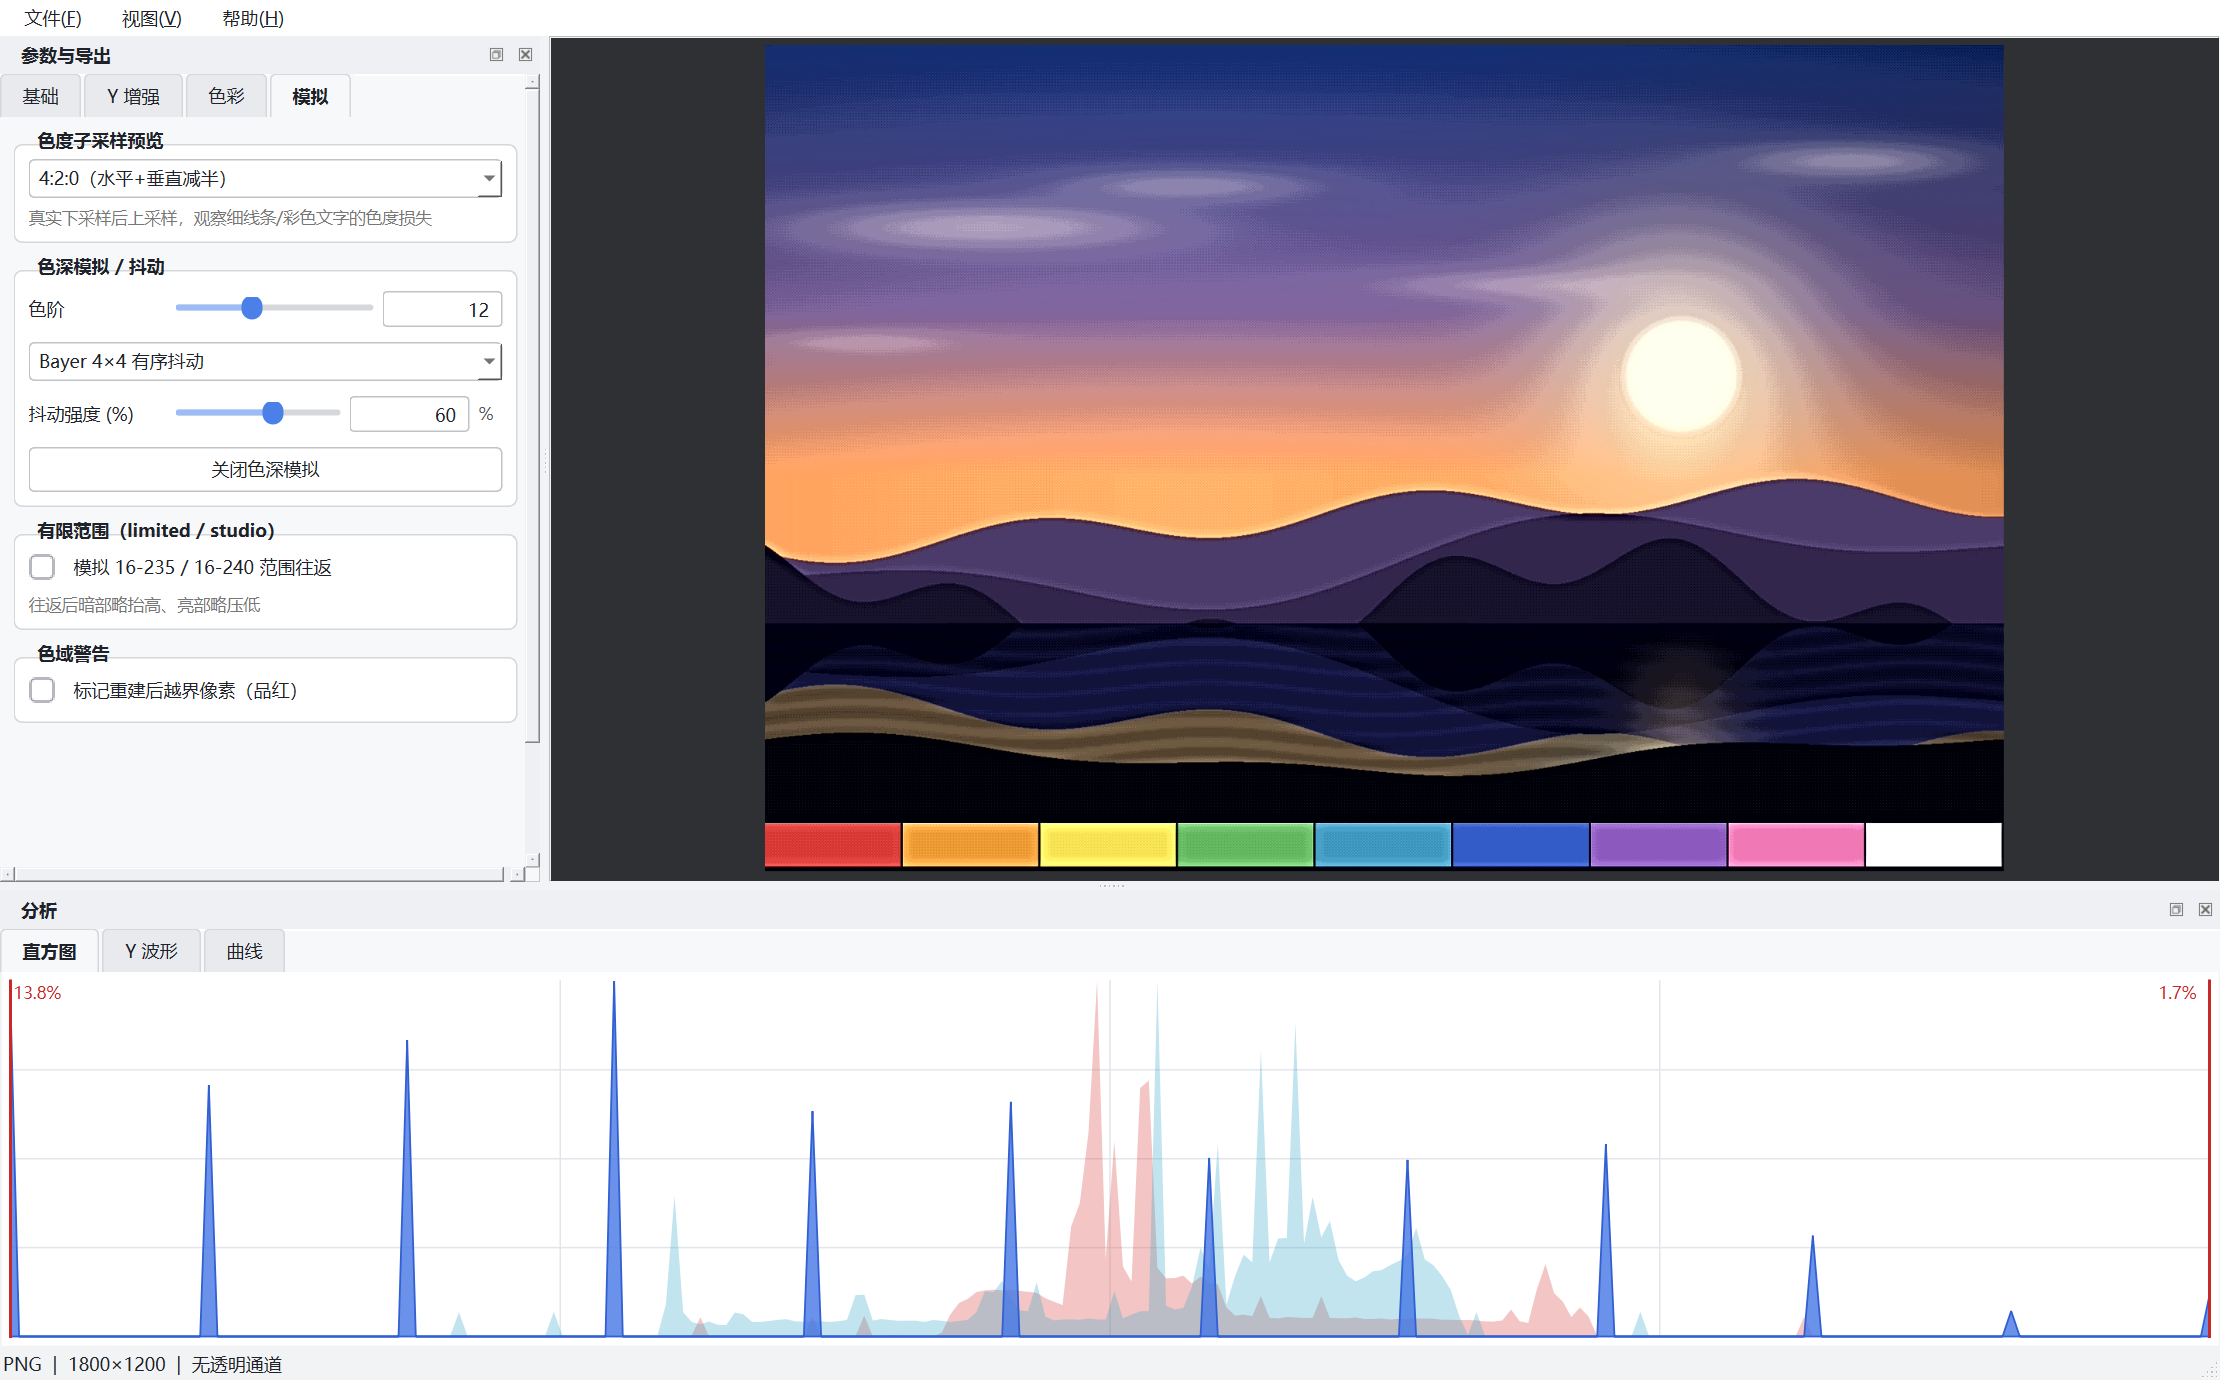 文件(F) 视图(V) 帮助(H)
参数与导出
基础 Y 增强 色彩 模拟
色度子采样预览
4:2:0（水平+垂直减半）
真实下采样后上采样，观察细线条/彩色文字的色度损失
色深模拟 / 抖动
色阶 12
Bayer 4×4 有序抖动
抖动强度 (%) 60 %
关闭色深模拟
有限范围（limited / studio）
模拟 16-235 / 16-240 范围往返
往返后暗部略抬高、亮部略压低
色域警告
标记重建后越界像素（品红）
分析
直方图 Y 波形 曲线
13.8% 1.7%
PNG | 1800×1200 | 无透明通道